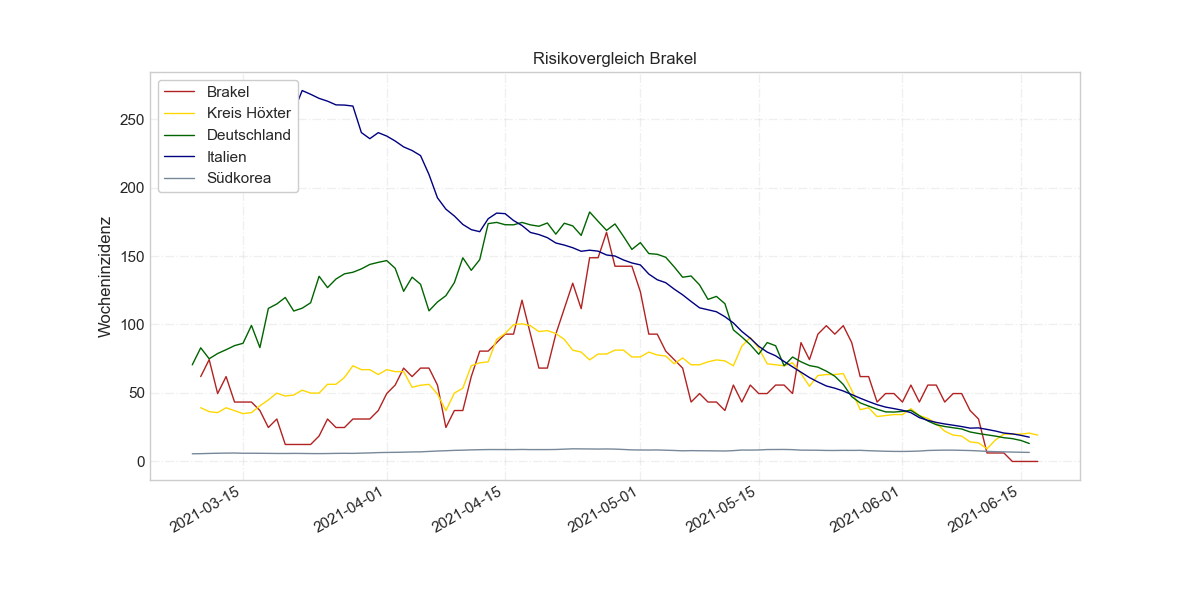 Risikovergleich Brakel
Brakel
Kreis Höxter
Deutschland
Italien
Südkorea
Wocheninzidenz
250
200
150
100
50
0
2021-03-15
2021-04-01
2021-04-15
2021-05-01
2021-05-15
2021-06-01
2021-06-15